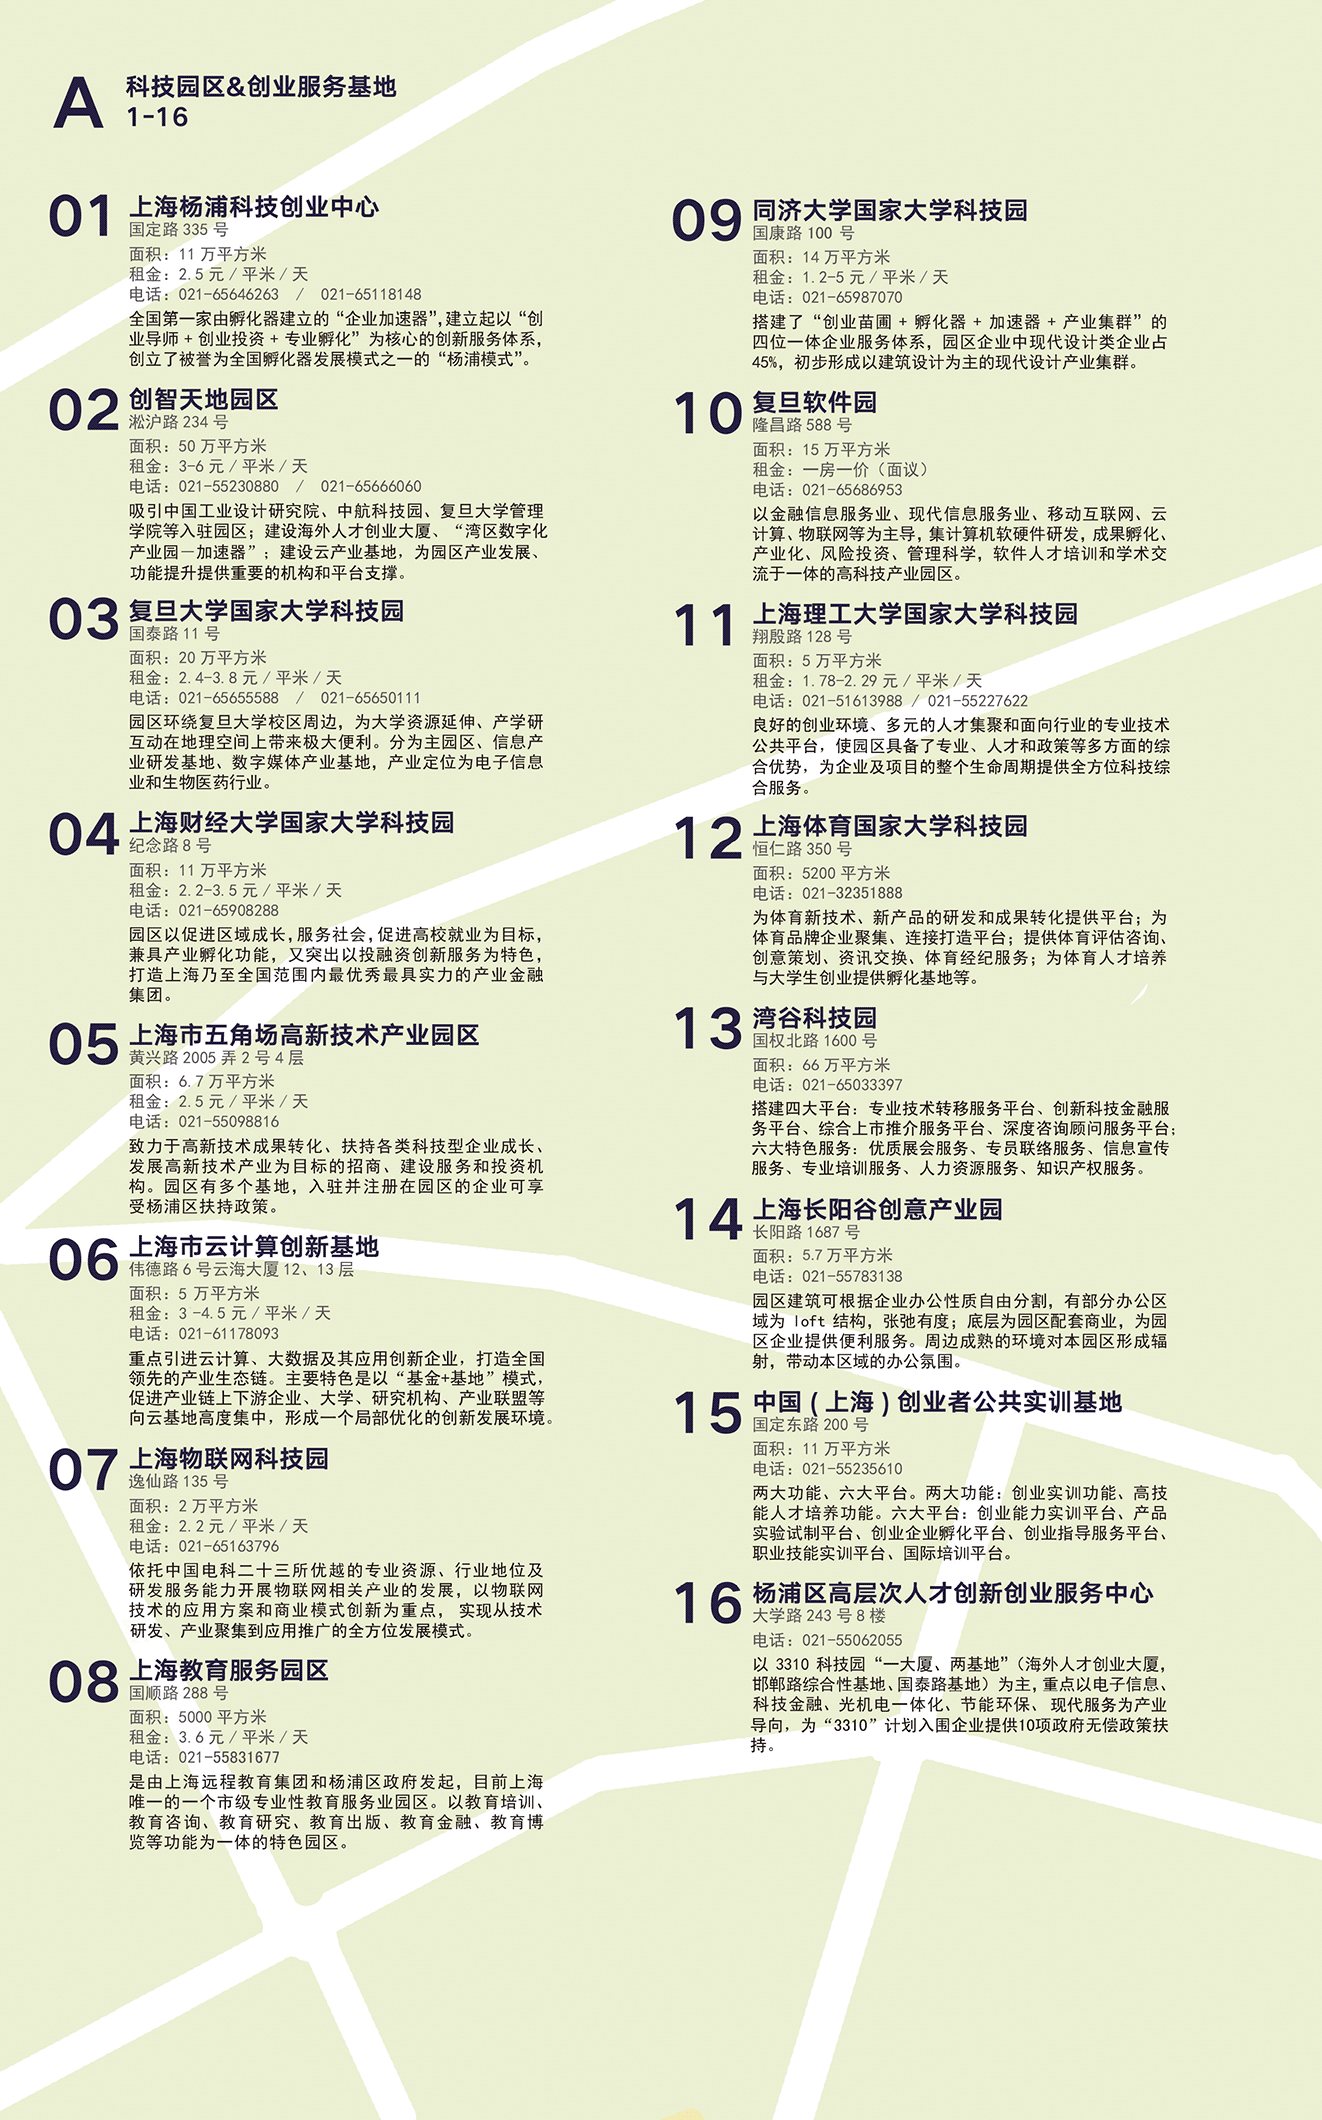 A
科技园区&创业服务基地
1-16
01
上海杨浦科技创业中心
国定路 335 号
面积：11 万平方米
租金：2.5 元 / 平米 / 天
电话：021-65646263 / 021-65118148
全国第一家由孵化器建立的“企业加速器”，建立起以“创
业导师 + 创业投资 + 专业孵化”为核心的创新服务体系，
创立了被誉为全国孵化器发展模式之一的“杨浦模式”。
02
创智天地园区
淞沪路 234 号
面积：50 万平方米
租金：3-6 元 / 平米 / 天
电话：021-55230880 / 021-65666060
吸引中国工业设计研究院、中航科技园、复旦大学管理
学院等入驻园区；建设海外人才创业大厦、“湾区数字化
产业园—加速器”；建设云产业基地，为园区产业发展、
功能提升提供重要的机构和平台支撑。
03
复旦大学国家大学科技园
国泰路 11 号
面积：20 万平方米
租金：2.4-3.8 元 / 平米 / 天
电话：021-65655588 / 021-65650111
园区环绕复旦大学校区周边，为大学资源延伸、产学研
互动在地理空间上带来极大便利。分为主园区、信息产
业研发基地、数字媒体产业基地，产业定位为电子信息
业和生物医药行业。
04
上海财经大学国家大学科技园
纪念路 8 号
面积：11 万平方米
租金：2.2-3.5 元 / 平米 / 天
电话：021-65908288
园区以促进区域成长，服务社会，促进高校就业为目标，
兼具产业孵化功能，又突出以投融资创新服务为特色，
打造上海乃至全国范围内最优秀最具实力的产业金融
集团。
05
上海市五角场高新技术产业园区
黄兴路 2005 弄 2 号 4 层
面积：6.7 万平方米
租金：2.5 元 / 平米 / 天
电话：021-55098816
致力于高新技术成果转化、扶持各类科技型企业成长、
发展高新技术产业为目标的招商、建设服务和投资机
构。园区有多个基地，入驻并注册在园区的企业可享
受杨浦区扶持政策。
06
上海市云计算创新基地
伟德路 6 号云海大厦 12、13 层
面积：5 万平方米
租金：3 -4.5 元 / 平米 / 天
电话：021-61178093
重点引进云计算、大数据及其应用创新企业，打造全国
领先的产业生态链。主要特色是以“基金+基地”模式，
促进产业链上下游企业、大学、研究机构、产业联盟等
向云基地高度集中，形成一个局部优化的创新发展环境。
07
上海物联网科技园
逸仙路 135 号
面积：2 万平方米
租金：2.2 元 / 平米 / 天
电话：021-65163796
依托中国电科二十三所优越的专业资源、行业地位及
研发服务能力开展物联网相关产业的发展，以物联网
技术的应用方案和商业模式创新为重点，实现从技术
研发、产业聚集到应用推广的全方位发展模式。
08
上海教育服务园区
国顺路 288 号
面积：5000 平方米
租金：3.6 元 / 平米 / 天
电话：021-55831677
是由上海远程教育集团和杨浦区政府发起，目前上海
唯一的一个市级专业性教育服务业园区。以教育培训、
教育咨询、教育研究、教育出版、教育金融、教育博
览等功能为一体的特色园区。
09
同济大学国家大学科技园
国康路 100 号
面积：14 万平方米
租金：1.2-5 元 / 平米 / 天
电话：021-65987070
搭建了“创业苗圃 + 孵化器 + 加速器 + 产业集群”的
四位一体企业服务体系，园区企业中现代设计类企业占
45%，初步形成以建筑设计为主的现代设计产业集群。
10
复旦软件园
隆昌路 588 号
面积：15 万平方米
租金：一房一价（面议）
电话：021-65686953
以金融信息服务业、现代信息服务业、移动互联网、云
计算、物联网等为主导，集计算机软硬件研发，成果孵化、
产业化、风险投资、管理科学，软件人才培训和学术交
流于一体的高科技产业园区。
11
上海理工大学国家大学科技园
翔殷路 128 号
面积：5 万平方米
租金：1.78-2.29 元 / 平米 / 天
电话：021-51613988 / 021-55227622
良好的创业环境、多元的人才集聚和面向行业的专业技术
公共平台，使园区具备了专业、人才和政策等多方面的综
合优势，为企业及项目的整个生命周期提供全方位科技综
合服务。
12
上海体育国家大学科技园
恒仁路 350 号
面积：5200 平方米
电话：021-32351888
为体育新技术、新产品的研发和成果转化提供平台；为
体育品牌企业聚集、连接打造平台；提供体育评估咨询、
创意策划、资讯交换、体育经纪服务；为体育人才培养
与大学生创业提供孵化基地等。
13
湾谷科技园
国权北路 1600 号
面积：66 万平方米
电话：021-65033397
搭建四大平台：专业技术转移服务平台、创新科技金融服
务平台、综合上市推介服务平台、深度咨询顾问服务平台；
六大特色服务：优质展会服务、专员联络服务、信息宣传
服务、专业培训服务、人力资源服务、知识产权服务。
14
上海长阳谷创意产业园
长阳路 1687 号
面积：5.7 万平方米
电话：021-55783138
园区建筑可根据企业办公性质自由分割，有部分办公区
域为 loft 结构，张弛有度；底层为园区配套商业，为园
区企业提供便利服务。周边成熟的环境对本园区形成辐
射，带动本区域的办公氛围。
15
中国（上海）创业者公共实训基地
国定东路 200 号
面积：11 万平方米
电话：021-55235610
两大功能、六大平台。两大功能：创业实训功能、高技
能人才培养功能。六大平台：创业能力实训平台、产品
实验试制平台、创业企业孵化平台、创业指导服务平台、
职业技能实训平台、国际培训平台。
16
杨浦区高层次人才创新创业服务中心
大学路 243 号 8 楼
电话：021-55062055
以 3310 科技园“一大厦、两基地”（海外人才创业大厦，
邯郸路综合性基地、国泰路基地）为主，重点以电子信息、
科技金融、光机电一体化、节能环保、现代服务为产业
导向，为“3310”计划入围企业提供10项政府无偿政策扶
持。